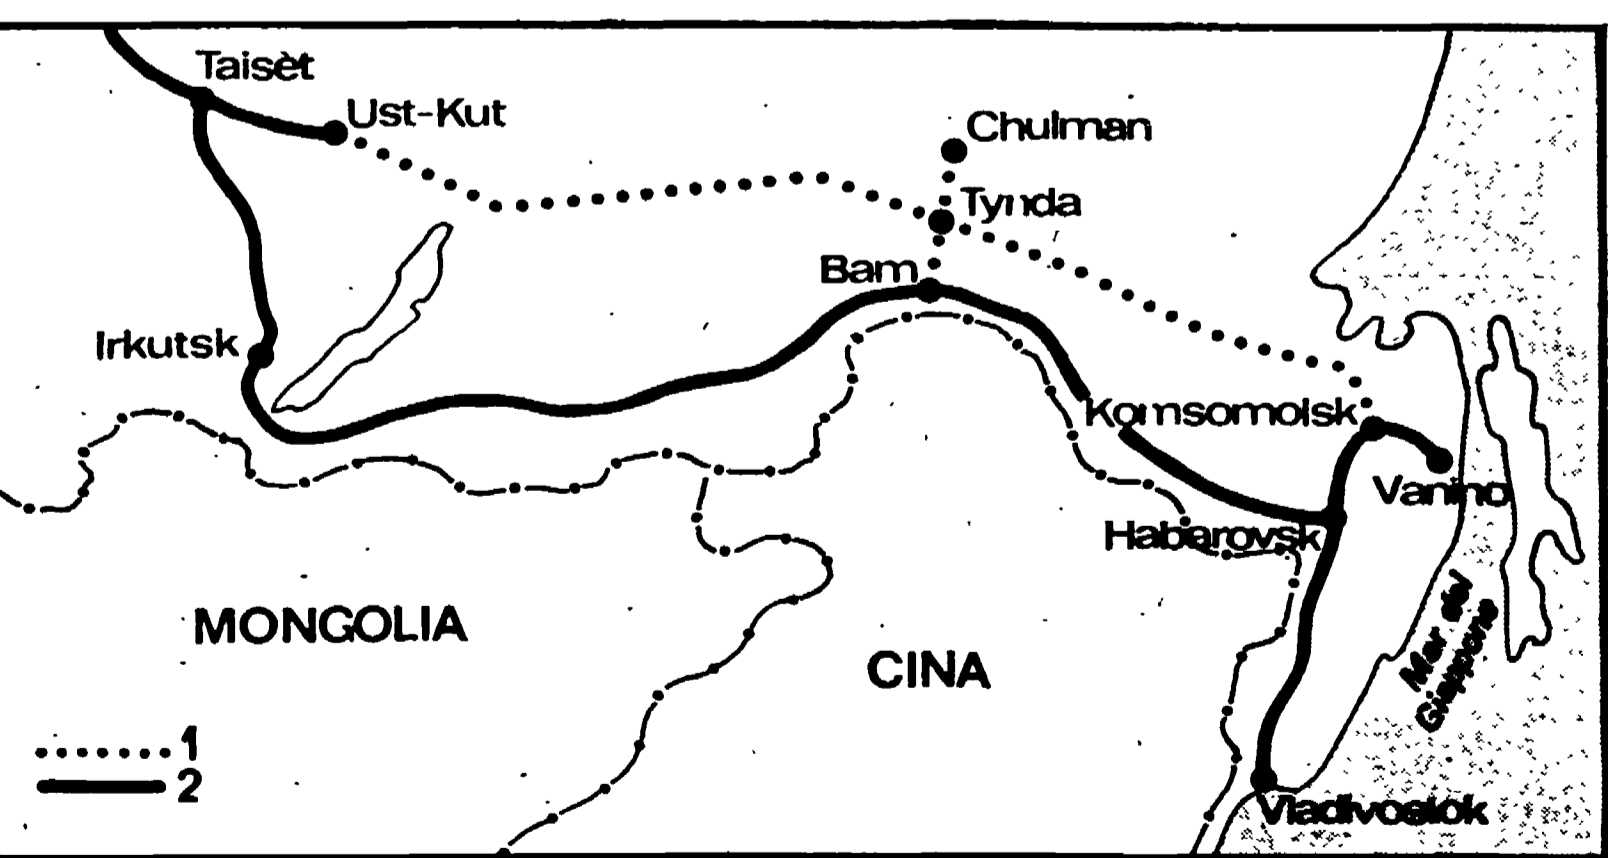 Taisèt
Ust-Kut
Chulman
Tynda
Bam
Irkutsk
Komsomolsk
Vanino
Habarovsk
MONGOLIA
CINA
Mar del
Giappone
1
2
Vladivostok